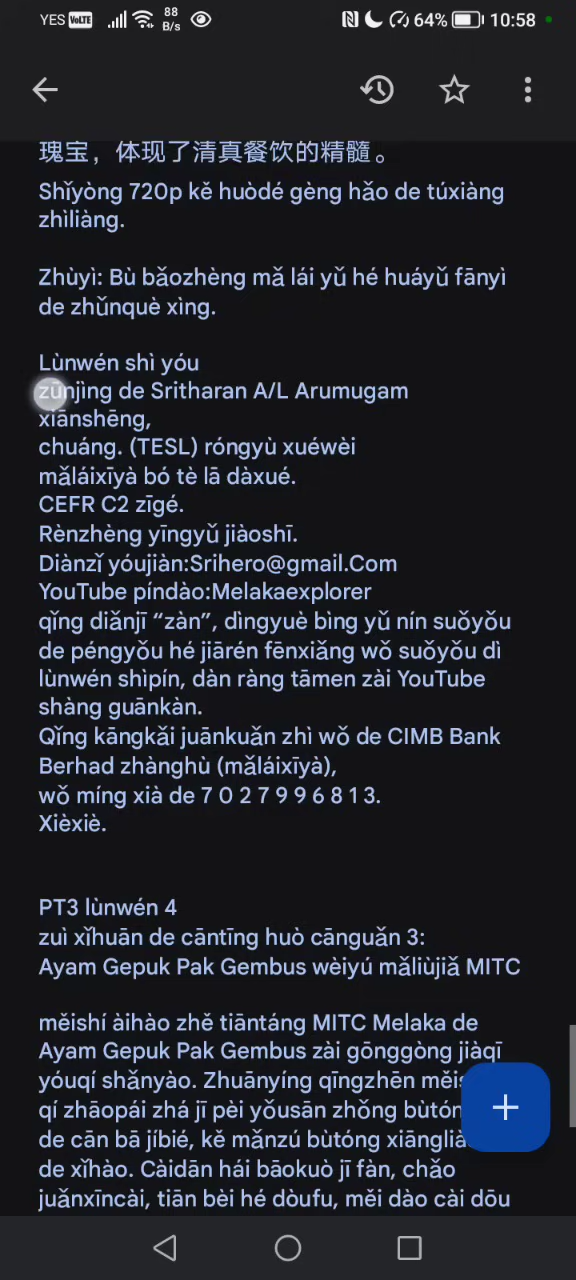 YES VoLTE 88 B/s 64% 10:58
瑰宝，体现了清真餐饮的精髓。
Shǐyòng 720p kě huòdé gèng hǎo de túxiàng
zhìliàng.
Zhùyì: Bù bǎozhèng mǎ lái yǔ hé huáyǔ fānyì
de zhǔnquè xìng.
Lùnwén shì yóu
zūnjìng de Sritharan A/L Arumugam
xiānshēng,
chuáng. (TESL) róngyù xuéwèi
mǎláixīyà bó tè lā dàxué.
CEFR C2 zīgé.
Rènzhèng yīngyǔ jiàoshī.
Diànzǐ yóujiàn:Srihero@gmail.Com
YouTube píndào:Melakaexplorer
qǐng diǎnjī “zàn”, dìngyuè bìng yǔ nín suǒyǒu
de péngyǒu hé jiārén fēnxiǎng wǒ suǒyǒu dì
lùnwén shìpín, dàn ràng tāmen zài YouTube
shàng guānkàn.
Qǐng kāngkǎi juānkuǎn zhì wǒ de CIMB Bank
Berhad zhànghù (mǎláixīyà),
wǒ míng xià de 7 0 2 7 9 9 6 8 1 3.
Xièxiè.
PT3 lùnwén 4
zuì xǐhuān de cāntīng huò cānguǎn 3:
Ayam Gepuk Pak Gembus wèiyú mǎliùjiǎ MITC
měishí àihào zhě tiāntáng MITC Melaka de
Ayam Gepuk Pak Gembus zài gōnggòng jiàqī
yóuqí shǎnyào. Zhuānyíng qīngzhēn
qí zhāopái zhá jī pèi yǒusān zhǒng
de cān bā jíbié, kě mǎnzú bùtóng
de xǐhào. Càidān hái bāokuò jī fàn, chǎo
juǎnxīncài, tiān bèi hé dòufu, měi dào cài dōu